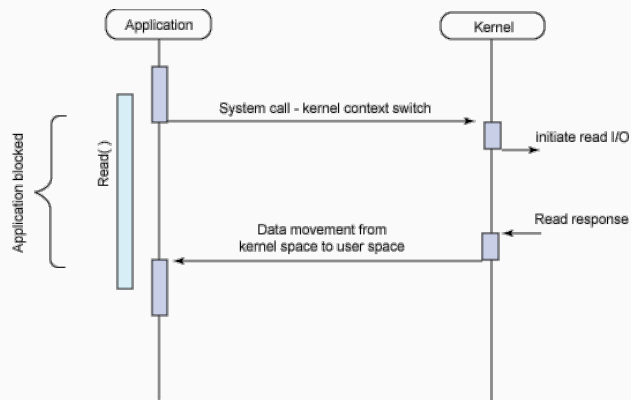 Application
Kernel
System call - kernel context switch
initiate read I/O
Application blocked
Read( )
Read response
Data movement from
kernel space to user space